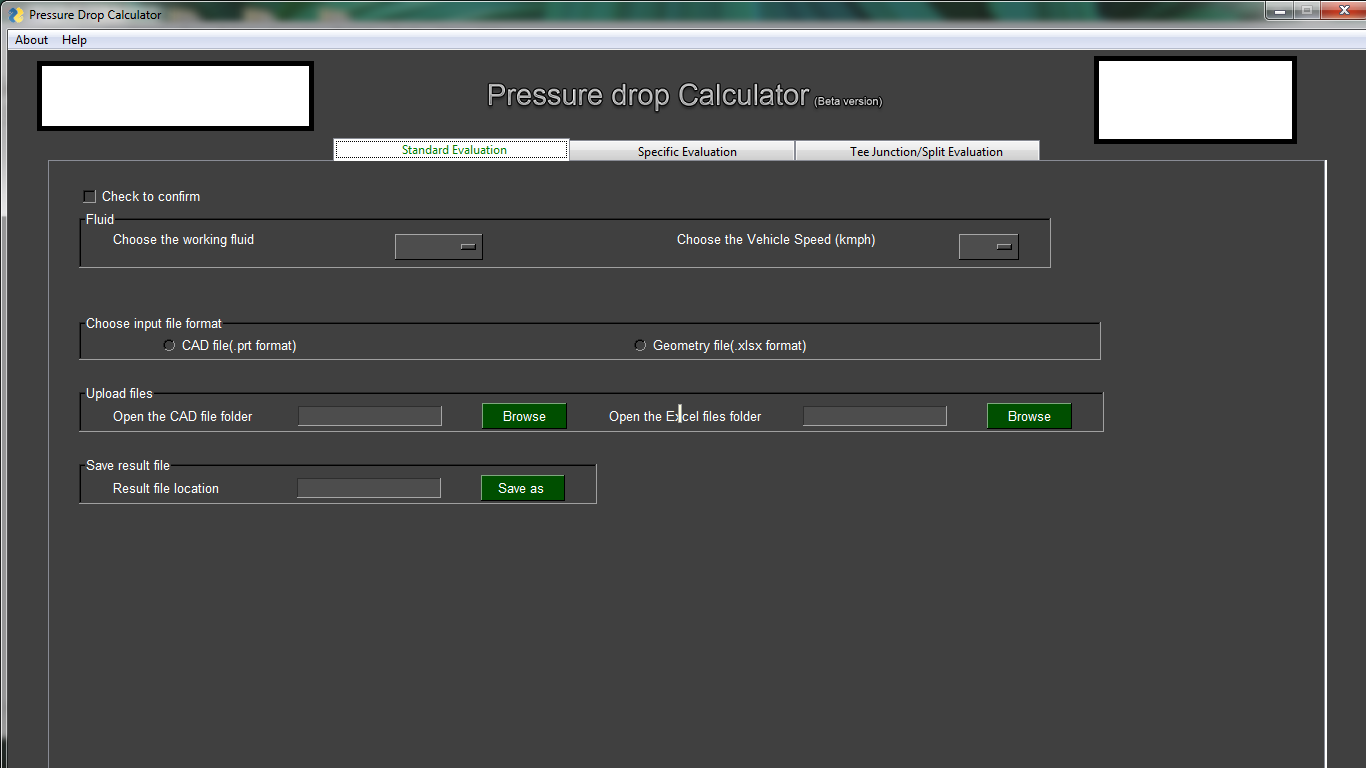 Pressure Drop Calculator
About Help
Pressure drop Calculator (Beta version)
Standard Evaluation Specific Evaluation Tee Junction/Split Evaluation
Check to confirm
Fluid
Choose the working fluid Choose the Vehicle Speed (kmph)
Choose input file format
CAD file(.prt format) Geometry file(.xlsx format)
Upload files
Open the CAD file folder Browse Open the Excel files folder Browse
Save result file
Result file location Save as